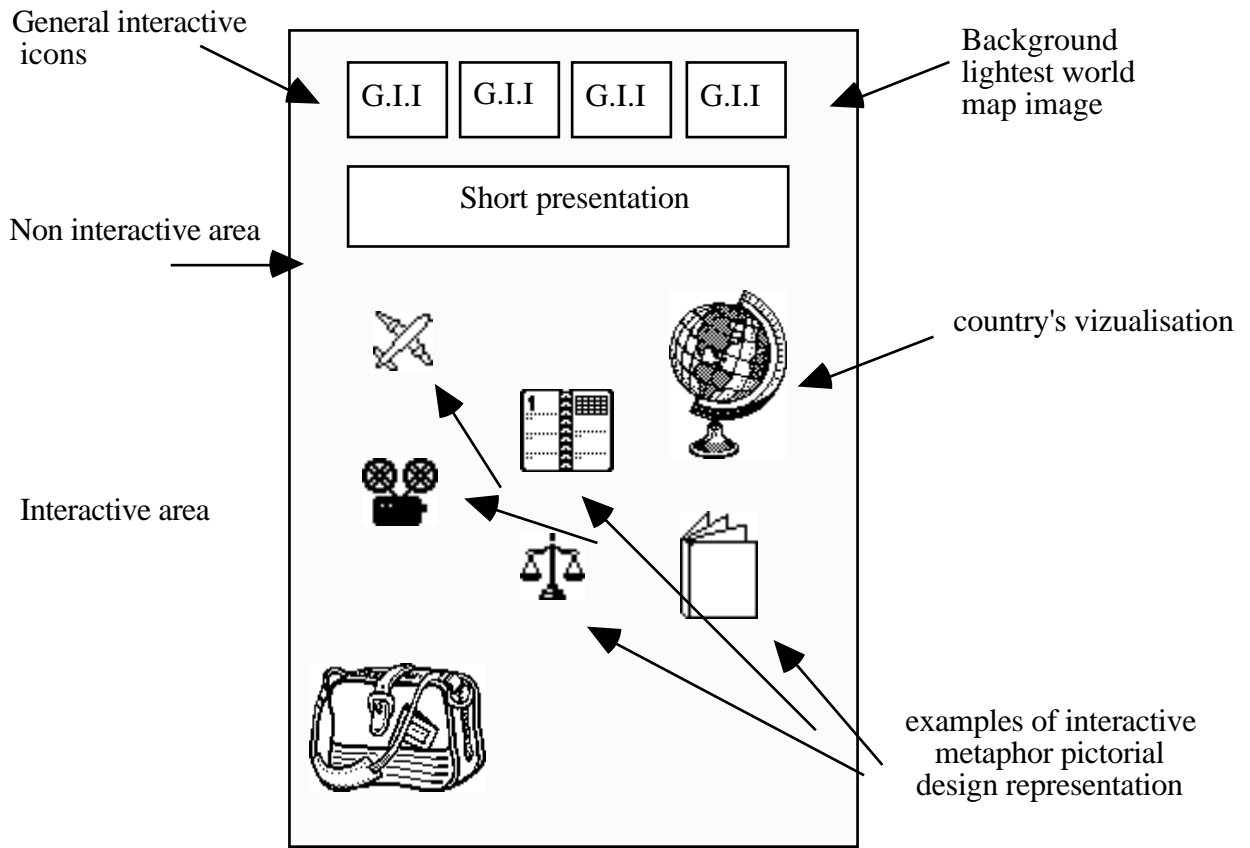 General interactive
icons
Background
lightest world
map image
G.I.I G.I.I G.I.I G.I.I
Short presentation
Non interactive area
country's vizualisation
1
Interactive area
examples of interactive
metaphor pictorial
design representation